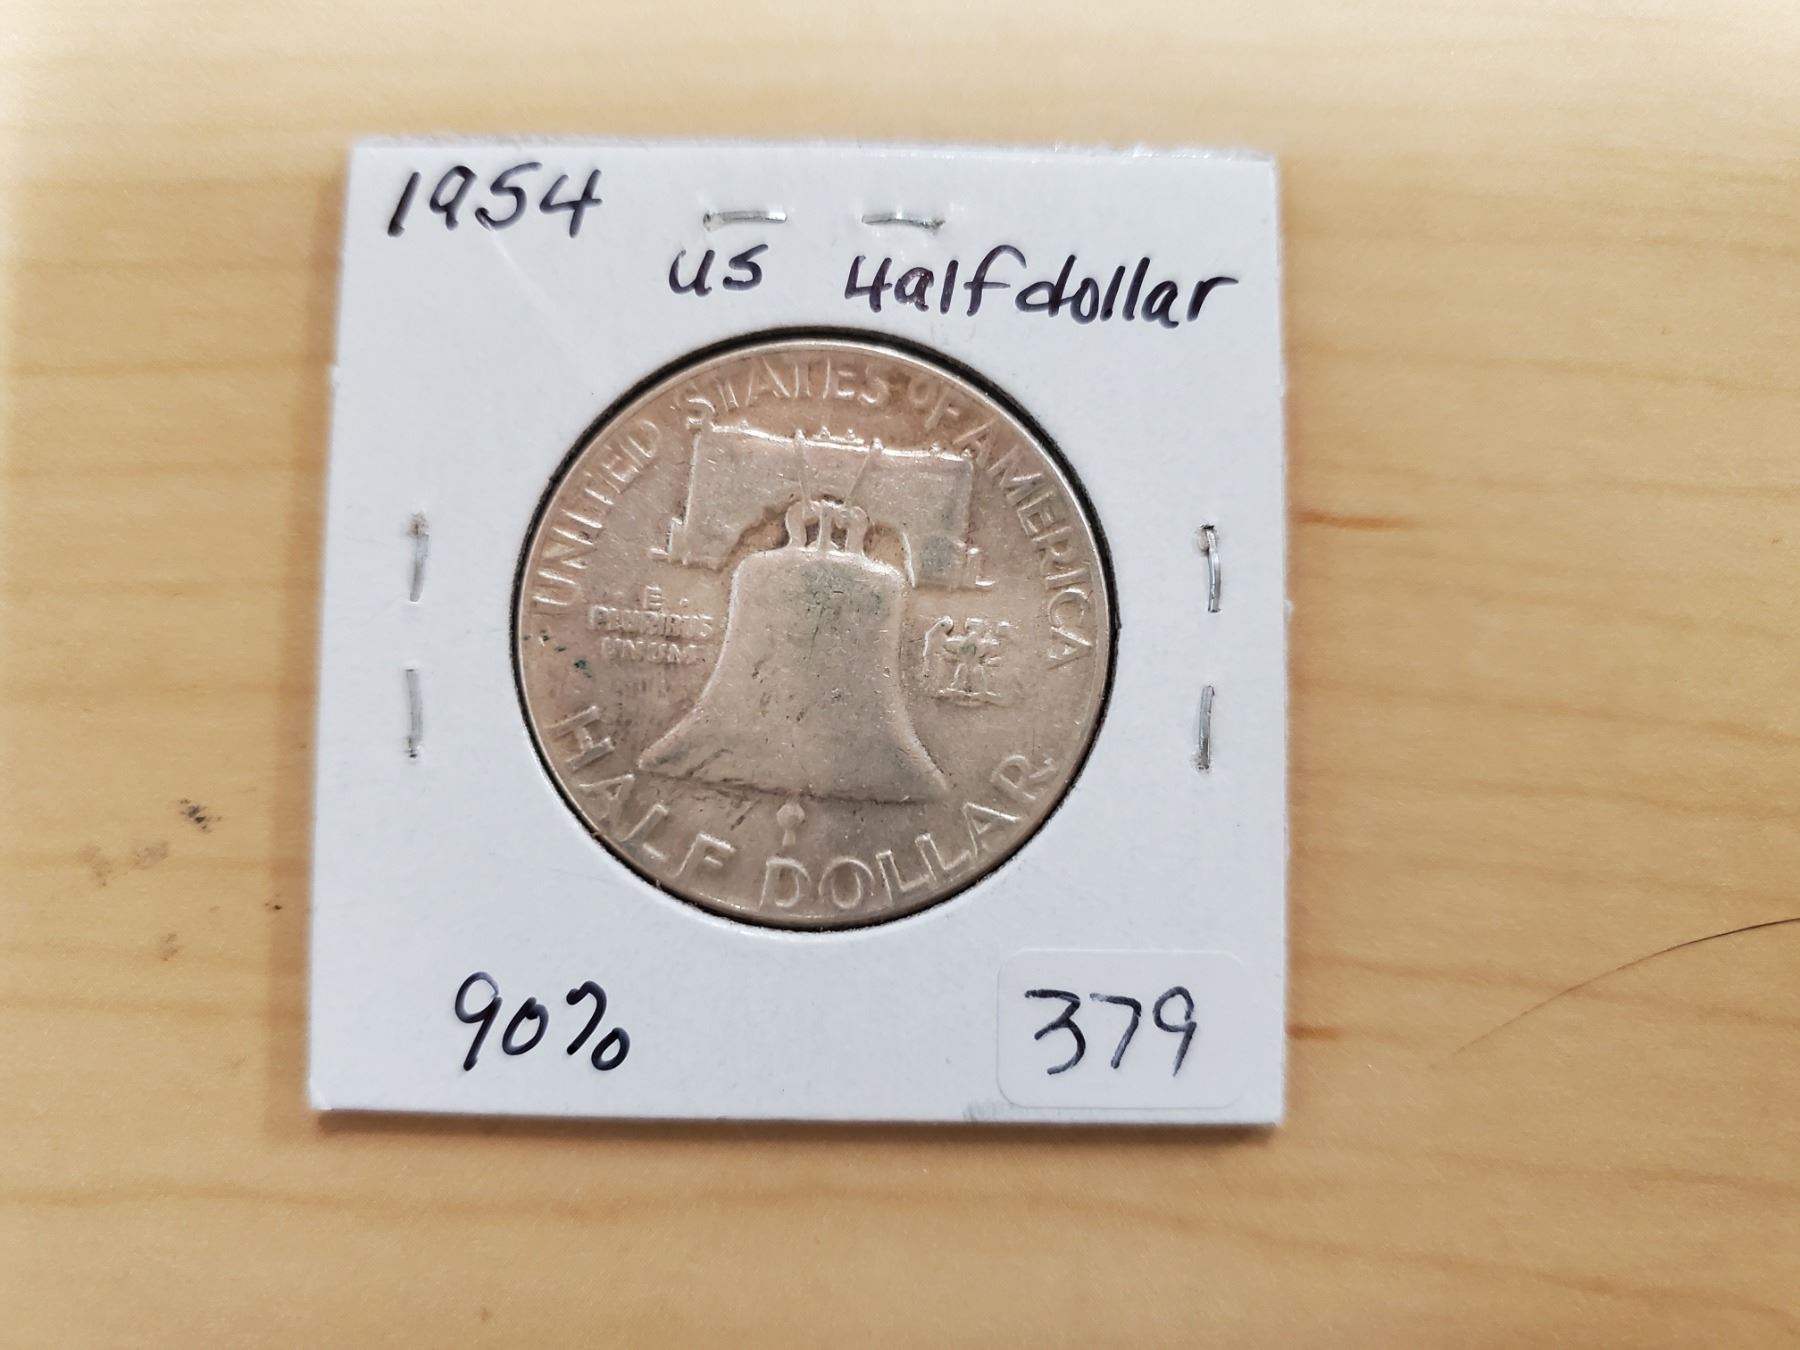 1954
US Half dollar
UNITED STATES OF AMERICA
E
PLURIBUS
UNUM
HALF DOLLAR
90%
379